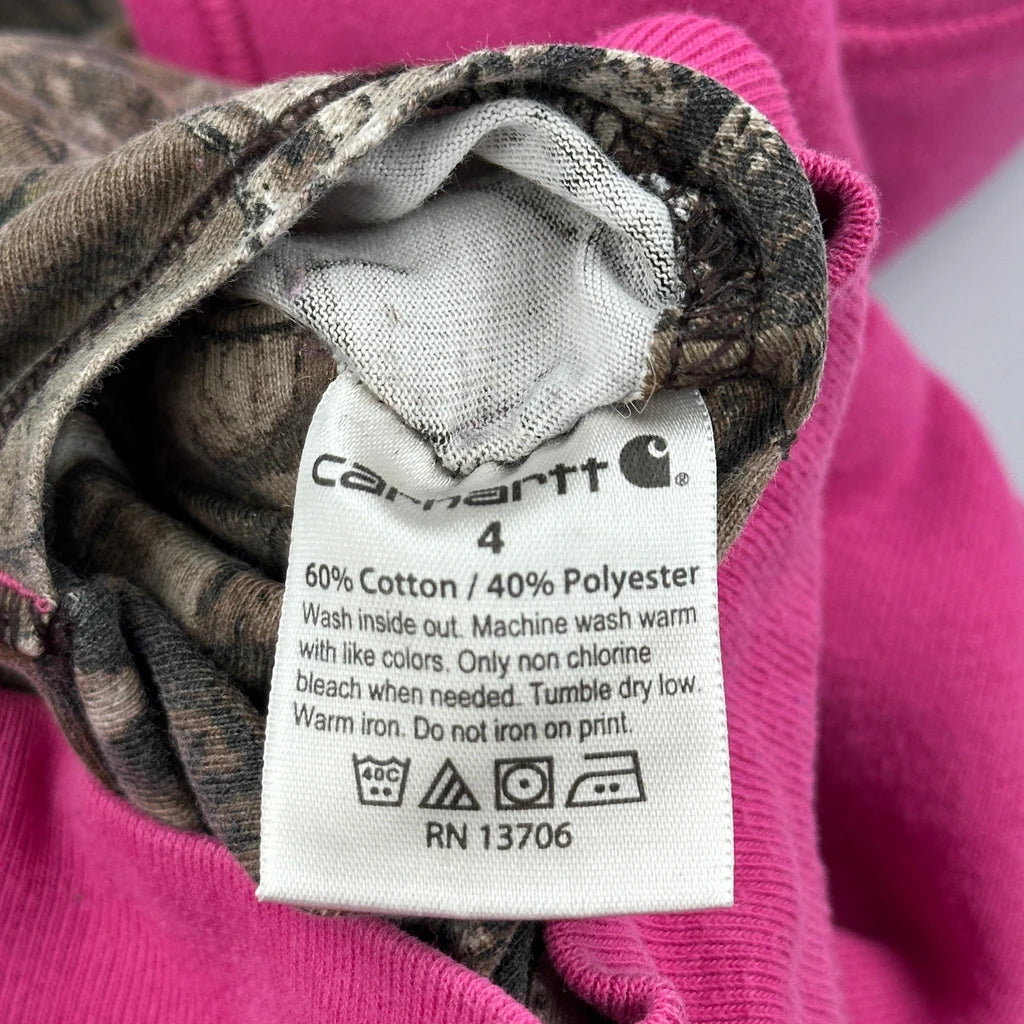 carhartt ®
4
60% Cotton / 40% Polyester
Wash inside out. Machine wash warm
with like colors. Only non chlorine
bleach when needed. Tumble dry low.
Warm iron. Do not iron on print.
40C
RN 13706